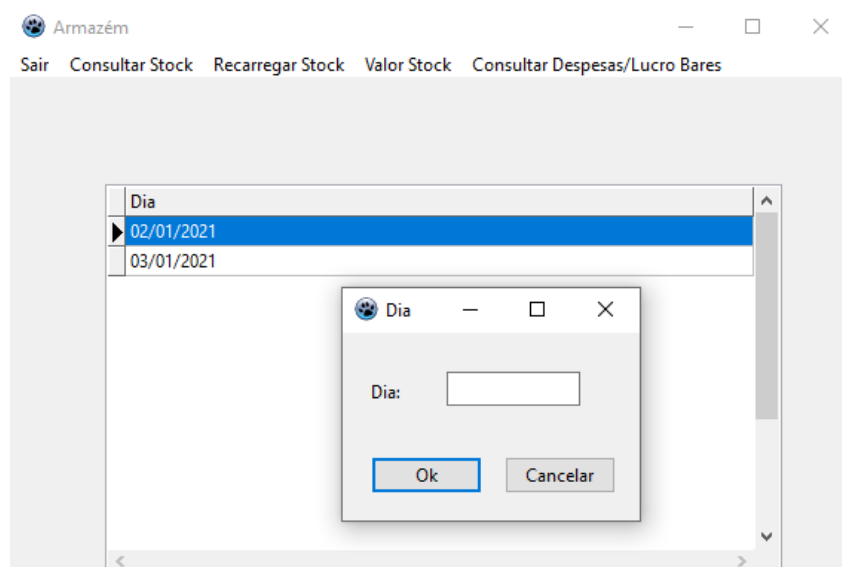 Armazém
Sair Consultar Stock Recarregar Stock Valor Stock Consultar Despesas/Lucro Bares
Dia
02/01/2021
03/01/2021
Dia
Dia:
Ok Cancelar